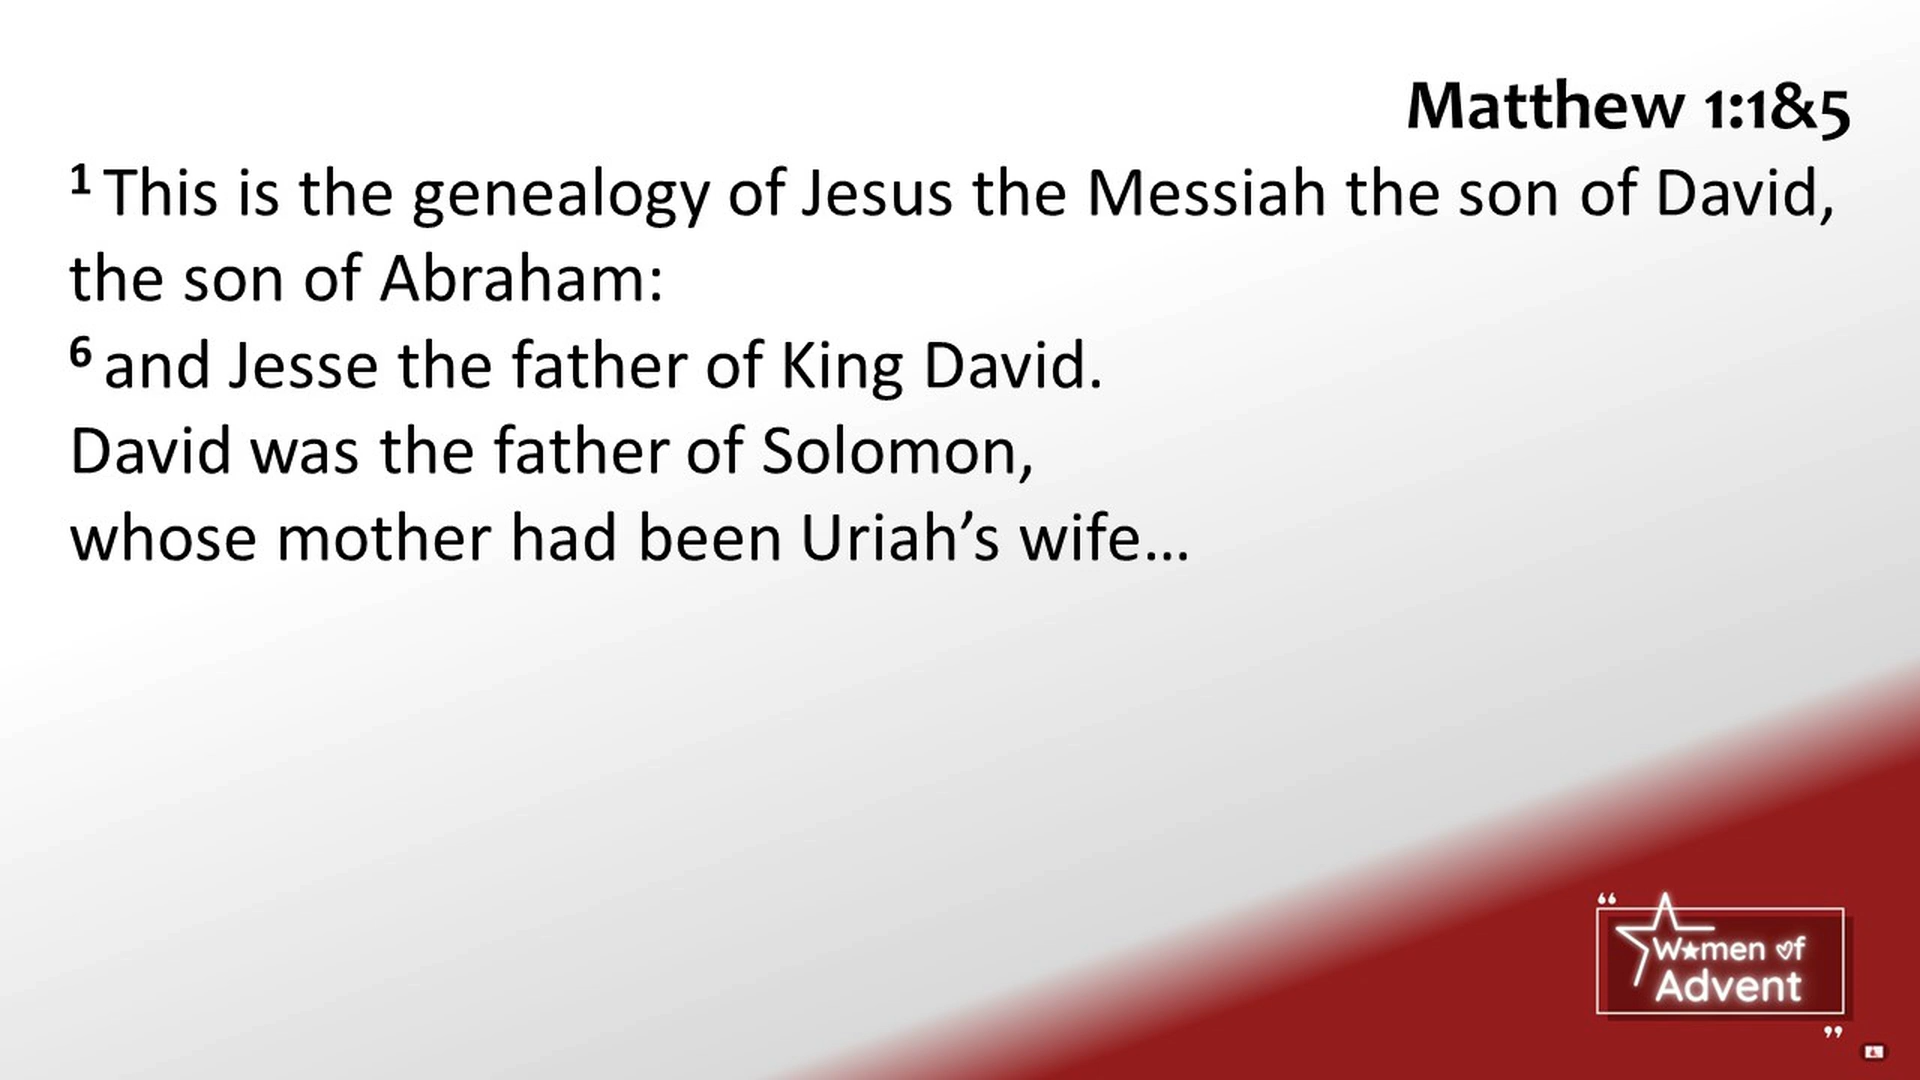 Matthew 1:1&5
1 This is the genealogy of Jesus the Messiah the son of David,
the son of Abraham:
6 and Jesse the father of King David.
David was the father of Solomon,
whose mother had been Uriah’s wife…
“
W★men of
Advent
”